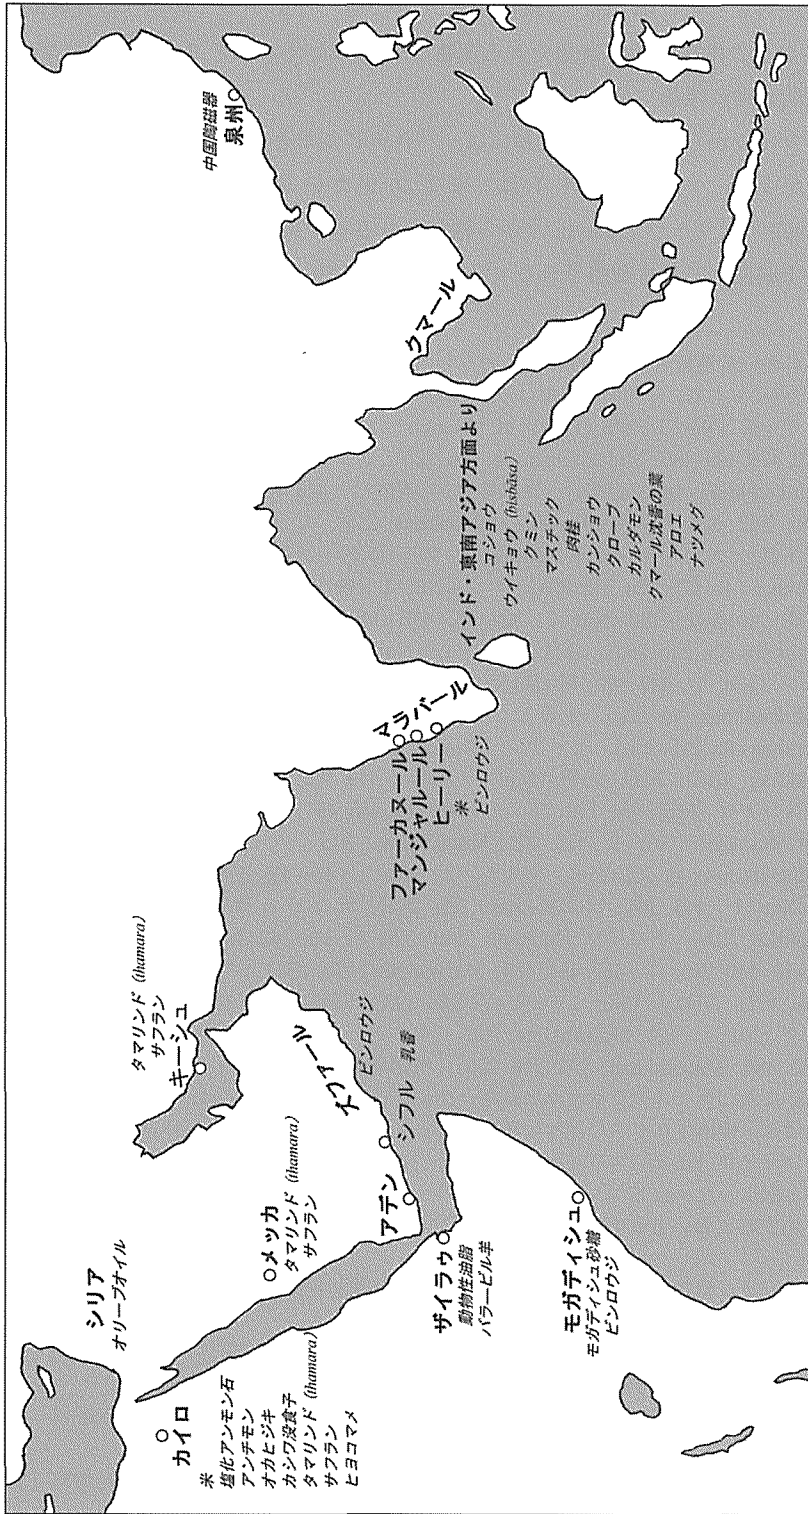 シリア
オリーブオイル
カイロ
米
塩化アンモン石
アンチモン
オカヒジキ
カシワ没食子
タマリンド (thamara)
サフラン
ヒヨコマメ
メッカ
タマリンド (thamara)
サフラン
タマリンド (thamara)
サフラン
キーシュ
ズファール
ビンロウジ
シフル 乳香
アデン
ザイラゥ
動物性油脂
バラービル羊
モガディシュ
モガディシュ砂糖
ビンロウジ
マラバール
ファーカヌール
マンジャルール
ヒーリー
米
ビンロウジ
インド・東南アジア方面より
コショウ
ウイキョウ (bisbāsa)
クミン
マスチック
肉桂
カンショウ
クローブ
カルダモン
クマール沈香の葉
アロエ
ナツメグ
クマール
中国陶磁器
泉州